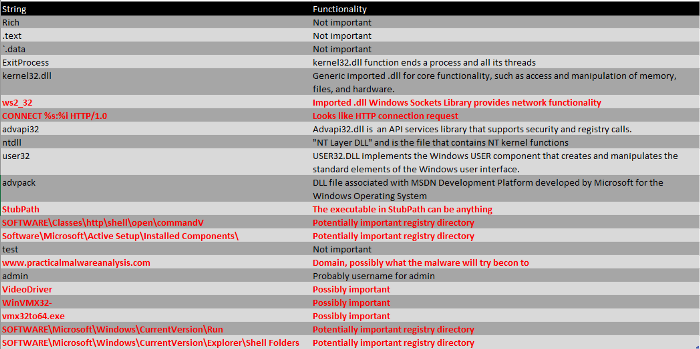 String Functionality
Rich Not important
.text Not important
`.data Not important
ExitProcess kernel32.dll function ends a process and all its threads
kernel32.dll Generic imported .dll for core functionality, such as access and manipulation of memory,
files, and hardware.
ws2_32 Imported .dll Windows Sockets Library provides network functionality
CONNECT %s:%i HTTP/1.0 Looks like HTTP connection request
advapi32 Advapi32.dll is an API services library that supports security and registry calls.
ntdll "NT Layer DLL" and is the file that contains NT kernel functions
user32 USER32.DLL implements the Windows USER component that creates and manipulates the
standard elements of the Windows user interface.
advpack DLL file associated with MSDN Development Platform developed by Microsoft for the
Windows Operating System
StubPath The executable in StubPath can be anything
SOFTWARE\Classes\http\shell\open\commandV Potentially important registry directory
Software\Microsoft\Active Setup\Installed Components\ Potentially important registry directory
test Not important
www.practicalmalwareanalysis.com Domain, possibly what the malware will try becon to
admin Probably username for admin
VideoDriver Possibly important
WinVMX32- Possibly important
vmx32to64.exe Possibly important
SOFTWARE\Microsoft\Windows\CurrentVersion\Run Potentially important registry directory
SOFTWARE\Microsoft\Windows\CurrentVersion\Explorer\Shell Folders Potentially important registry directory